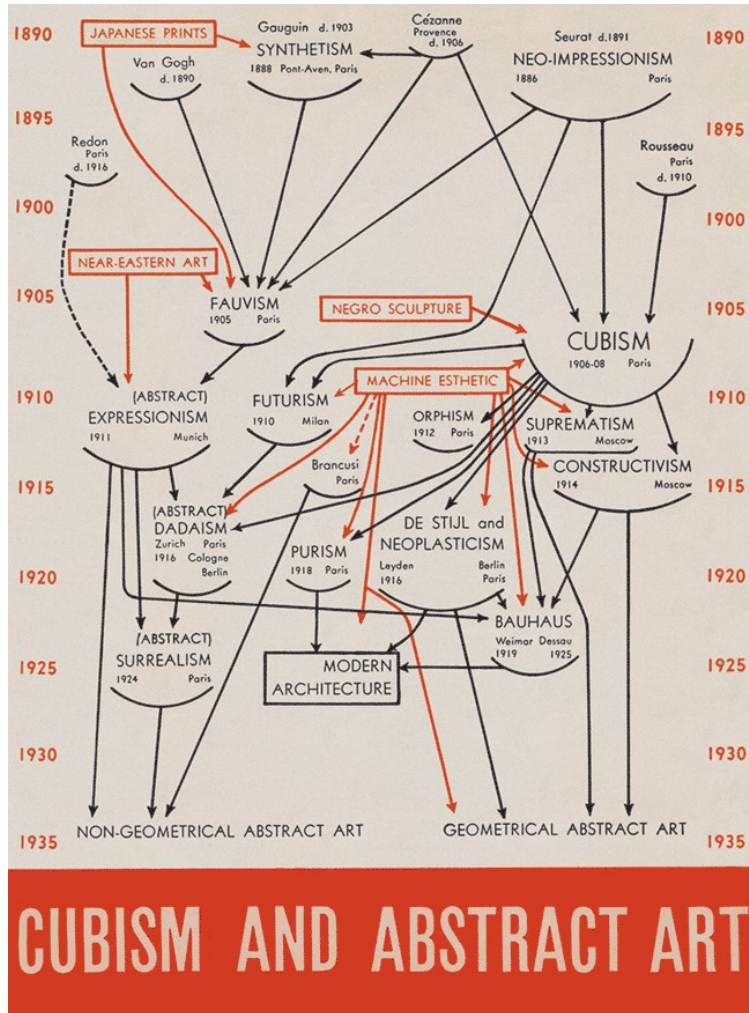 1890
JAPANESE PRINTS
Gauguin d. 1903
SYNTHETISM
1888 Pont-Aven, Paris
Cézanne
Provence
d. 1906
Seurat d.1891
NEO-IMPRESSIONISM
1886 Paris
1890
Van Gogh
d. 1890
1895
1895
Redon
Paris
d. 1916
Rousseau
Paris
d. 1910
1900
1900
NEAR-EASTERN ART
1905
FAUVISM
1905 Paris
NEGRO SCULPTURE
1905
CUBISM
1906-08 Paris
1910
(ABSTRACT)
EXPRESSIONISM
1911 Munich
FUTURISM
1910 Milan
MACHINE ESTHETIC
ORPHISM
1912 Paris
SUPREMATISM
1913 Moscow
1910
Brancusi
Paris
CONSTRUCTIVISM
1914 Moscow
1915
1915
(ABSTRACT)
DADAISM
Zurich Paris
1916 Cologne
Berlin
PURISM
1918 Paris
DE STIJL and
NEOPLASTICISM
Leyden Berlin
1916 Paris
1920
1920
BAUHAUS
Weimar Dessau
1919 1925
(ABSTRACT)
SURREALISM
1924 Paris
MODERN
ARCHITECTURE
1925
1925
1930
1930
1935
NON-GEOMETRICAL ABSTRACT ART
GEOMETRICAL ABSTRACT ART
1935
CUBISM AND ABSTRACT ART